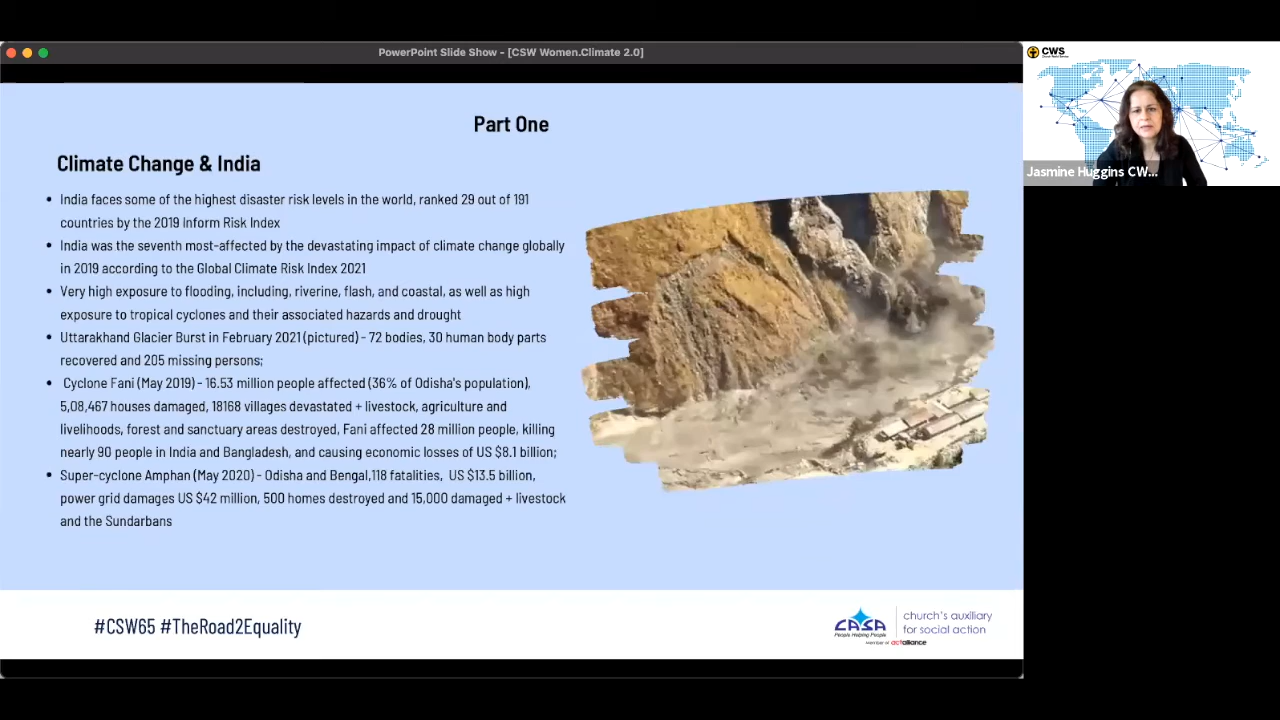 PowerPoint Slide Show - [CSW Women.Climate 2.0]
Part One
Climate Change & India
• India faces some of the highest disaster risk levels in the world, ranked 29 out of 191
countries by the 2019 Inform Risk Index
• India was the seventh most-affected by the devastating impact of climate change globally
in 2019 according to the Global Climate Risk Index 2021
• Very high exposure to flooding, including, riverine, flash, and coastal, as well as high
exposure to tropical cyclones and their associated hazards and drought
• Uttarakhand Glacier Burst in February 2021 (pictured) - 72 bodies, 30 human body parts
recovered and 205 missing persons;
• Cyclone Fani (May 2019) - 16.53 million people affected (36% of Odisha's population),
5,08,467 houses damaged, 18168 villages devastated + livestock, agriculture and
livelihoods, forest and sanctuary areas destroyed, Fani affected 28 million people, killing
nearly 90 people in India and Bangladesh, and causing economic losses of US $8.1 billion;
• Super-cyclone Amphan (May 2020) - Odisha and Bengal,118 fatalities, US $13.5 billion,
power grid damages US $42 million, 500 homes destroyed and 15,000 damaged + livestock
and the Sundarbans
#CSW65 #TheRoad2Equality
CASA
People Helping People
church's auxiliary
for social action
Member of actalliance
CWS
Jasmine Huggins CW...